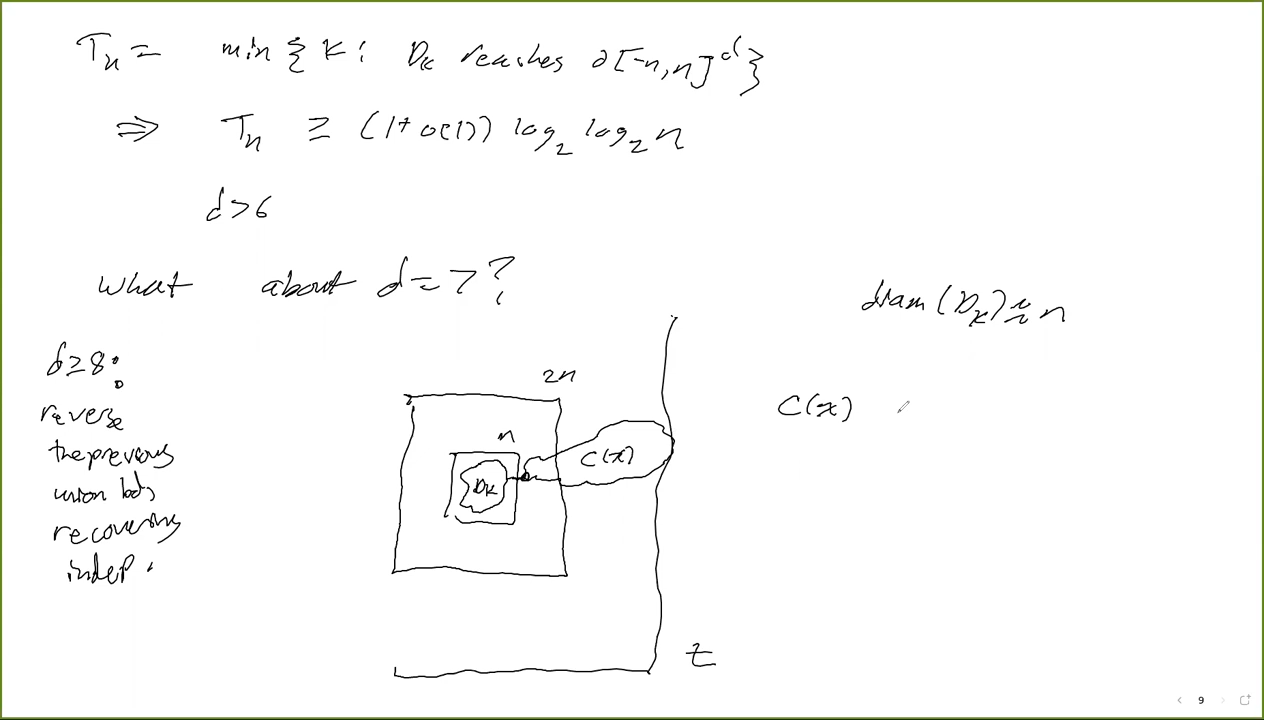 T_n = min { K : D_K reaches ∂[-n,n]^d }
⇒ T_n ≥ (1+o(1)) log_2 log_2 n
d>6
what about d=7?
diam (D_K) ≈ n
d≥8:
reverse
the previous
union
recovering
indep.
2n
n
D_K
C(x)
C(x)
t
9